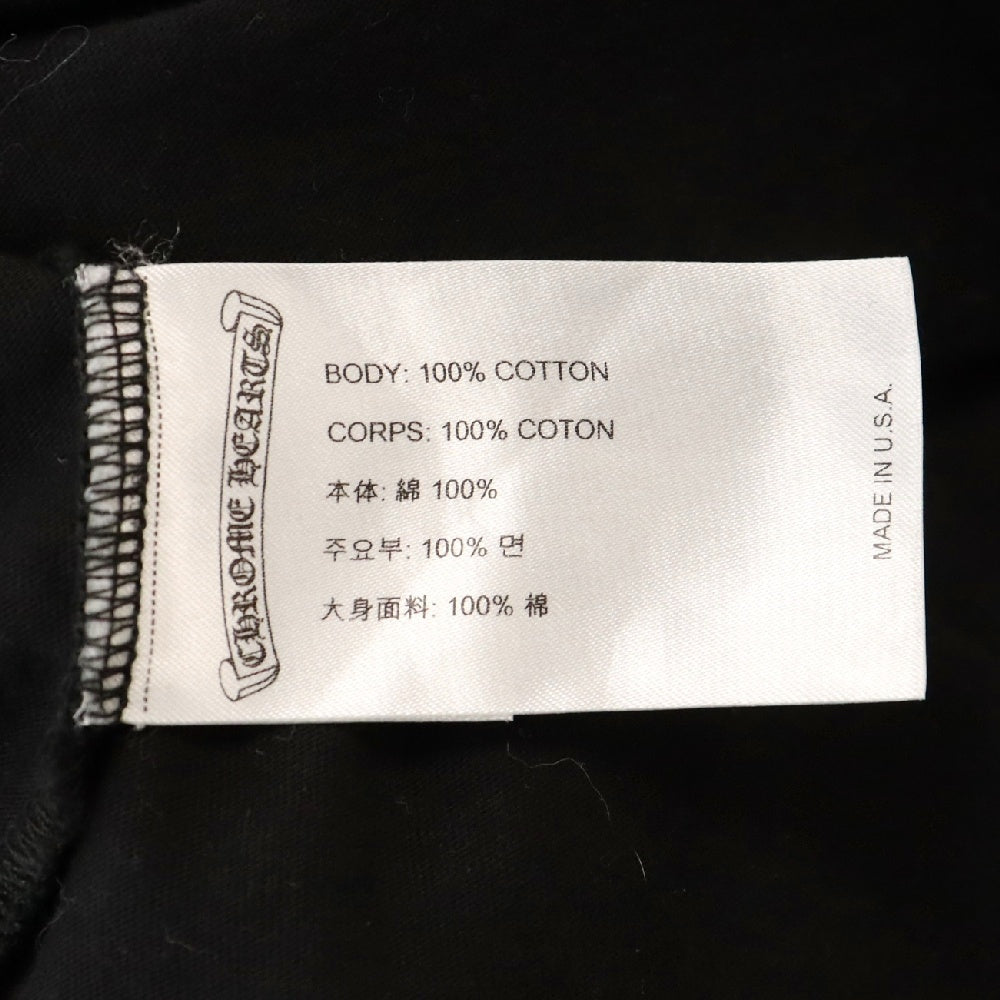 CHROME HEARTS
BODY: 100% COTTON
CORPS: 100% COTON
本体: 綿 100%
주요부: 100% 면
大身面料: 100% 棉
MADE IN U.S.A.